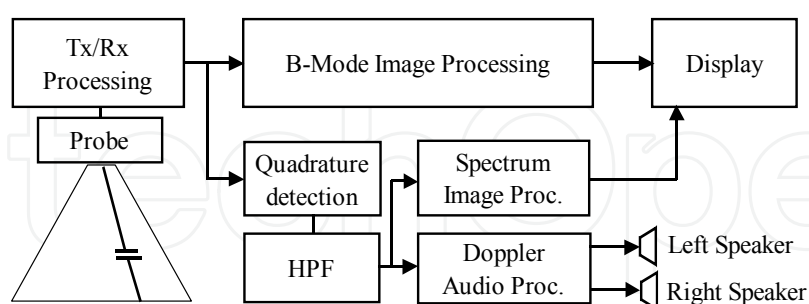 Tx/Rx
Processing
B-Mode Image Processing
Display
Probe
Quadrature
detection
Spectrum
Image Proc.
HPF
Doppler
Audio Proc.
Left Speaker
Right Speaker
techOpe